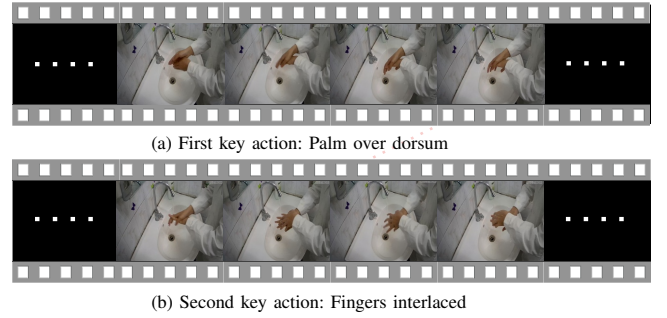 (a) First key action: Palm over dorsum
(b) Second key action: Fingers interlaced